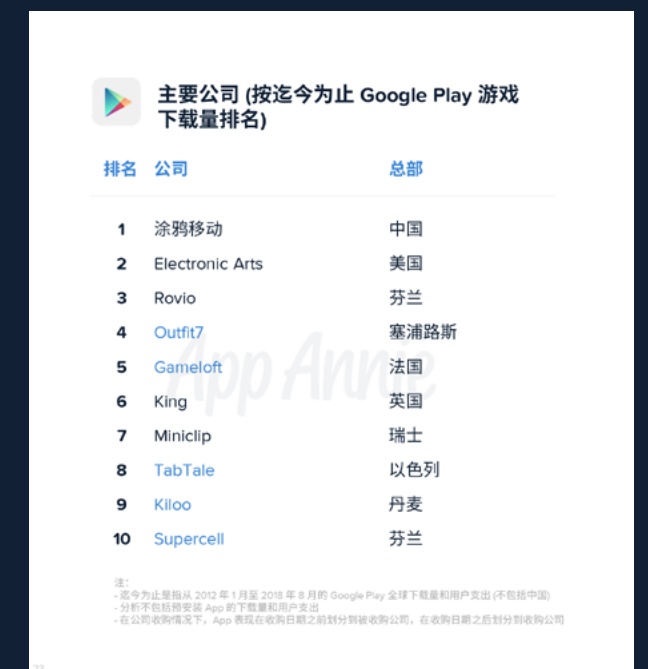 主要公司 (按迄今为止 Google Play 游戏
下载量排名)
排名 公司 总部
1 涂鸦移动 中国
2 Electronic Arts 美国
3 Rovio 芬兰
4 Outfit7 塞浦路斯
5 Gameloft 法国
6 King 英国
7 Miniclip 瑞士
8 TabTale 以色列
9 Kiloo 丹麦
10 Supercell 芬兰
App Annie
注:
- 迄今为止是指从 2012 年 1 月至 2018 年 8 月的 Google Play 全球下载量和用户支出 (不包括中国)
- 分析不包括预安装 App 的下载量和用户支出
- 在公司收购情况下，App 表现在收购日期之前划分到被收购公司，在收购日期之后划分到收购公司